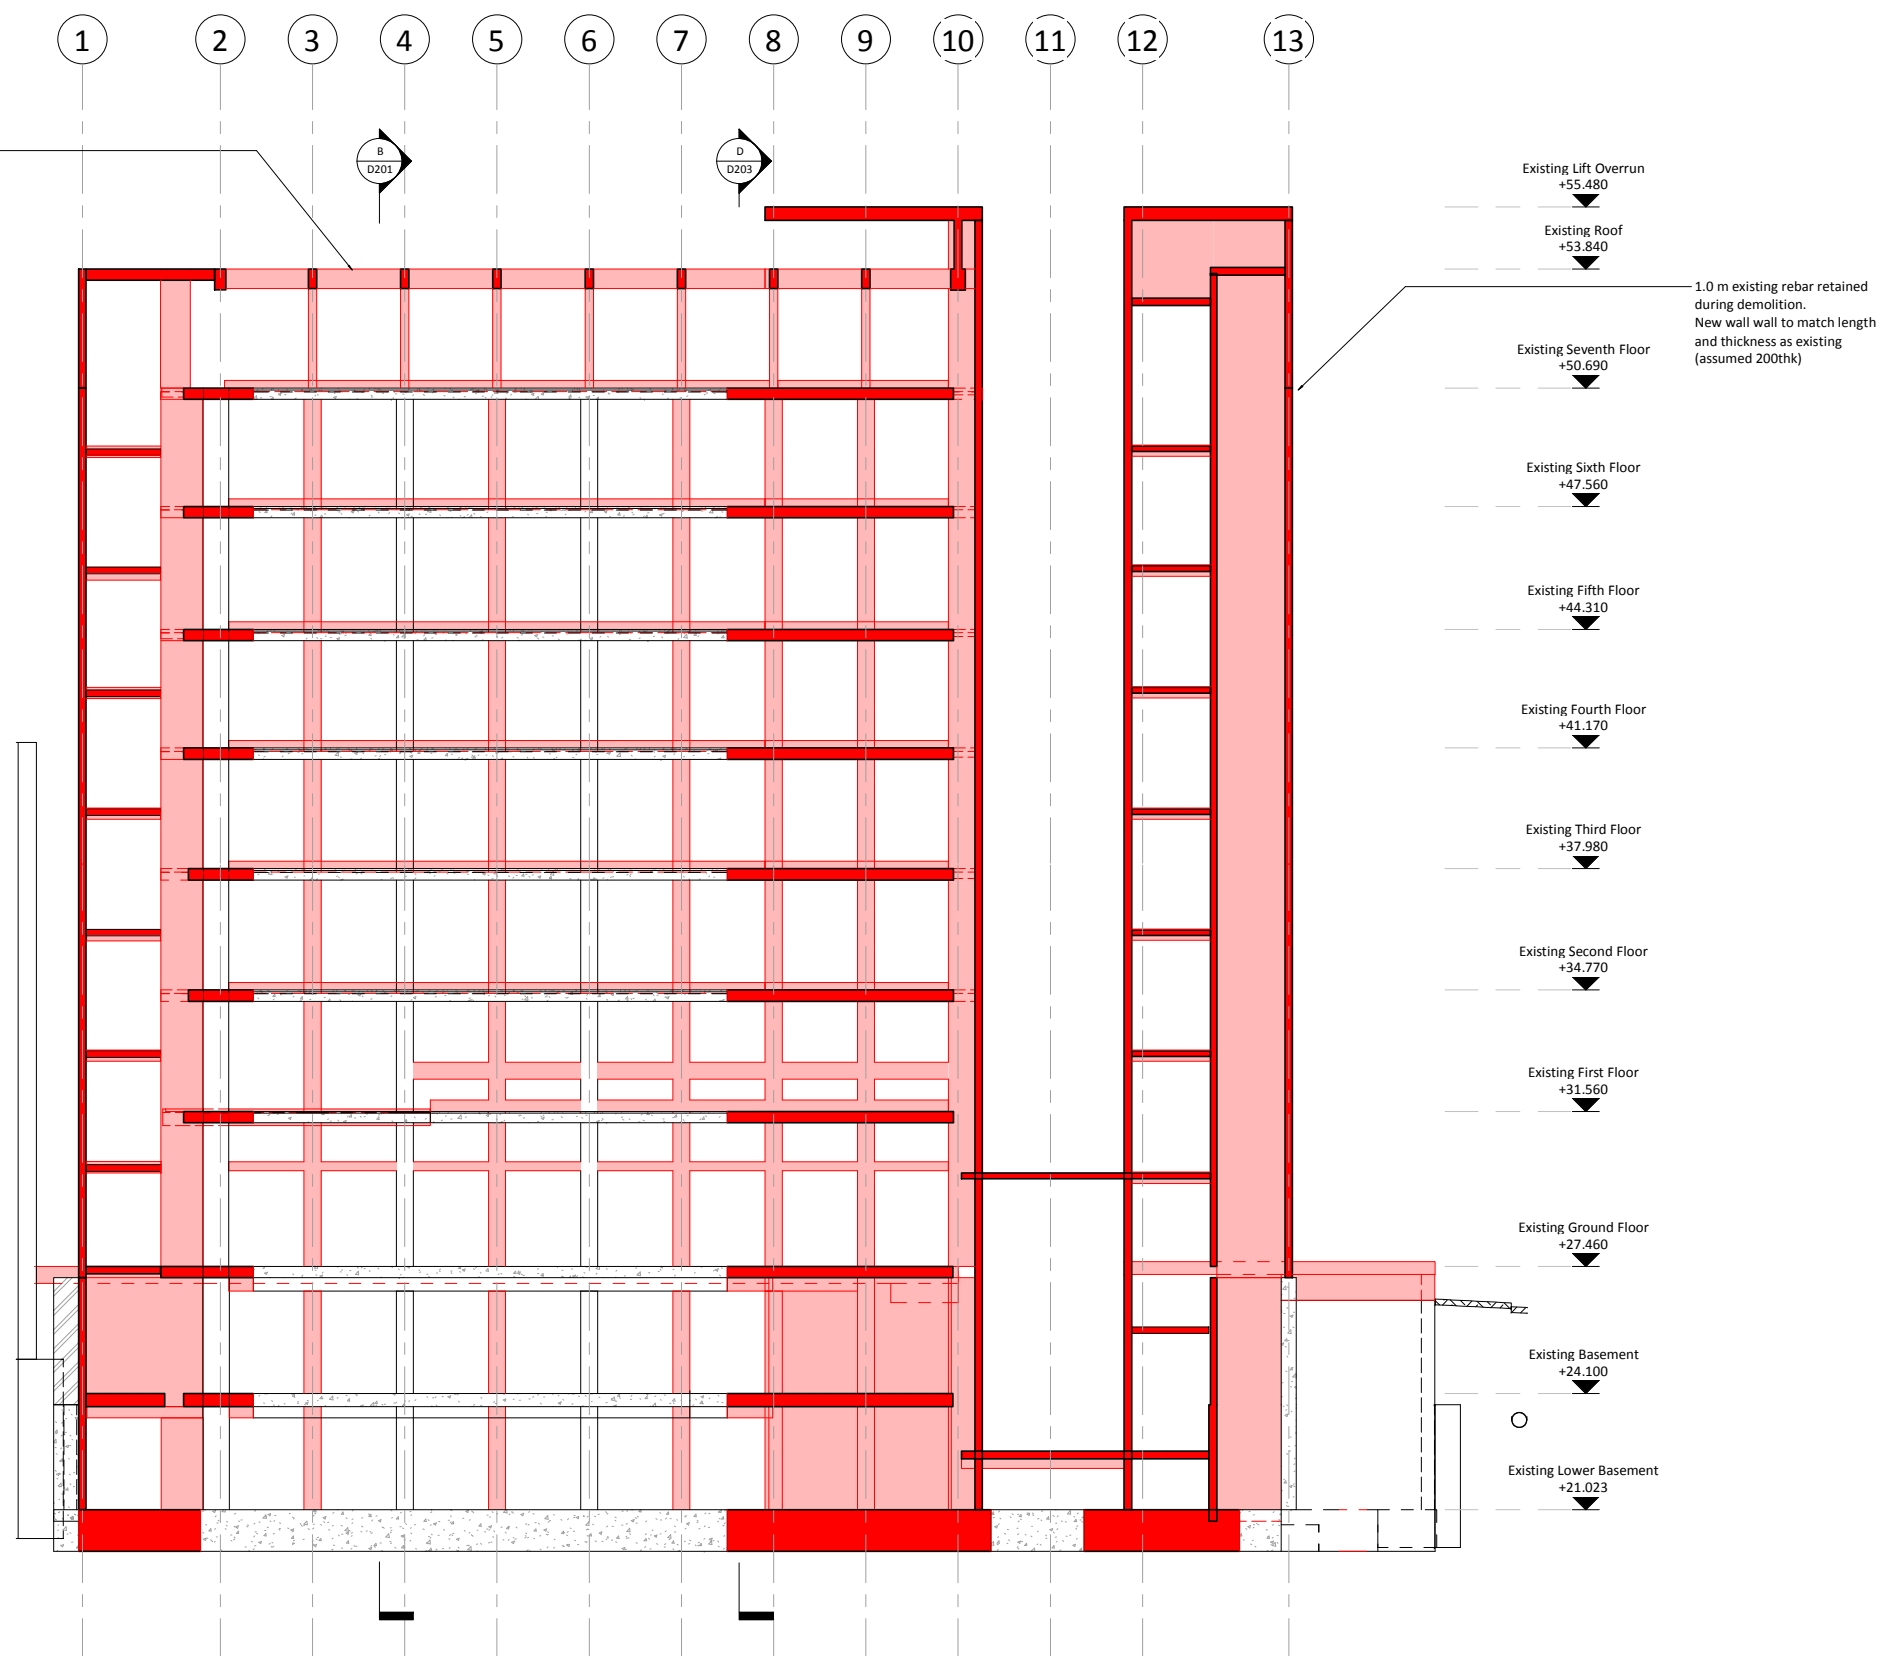 1 2 3 4 5 6 7 8 9 10 11 12 13
B
D201
D
D203
Existing Lift Overrun
+55.480
Existing Roof
+53.840
1.0 m existing rebar retained
during demolition.
New wall wall to match length
and thickness as existing
(assumed 200thk)
Existing Seventh Floor
+50.690
Existing Sixth Floor
+47.560
Existing Fifth Floor
+44.310
Existing Fourth Floor
+41.170
Existing Third Floor
+37.980
Existing Second Floor
+34.770
Existing First Floor
+31.560
Existing Ground Floor
+27.460
Existing Basement
+24.100
Existing Lower Basement
+21.023